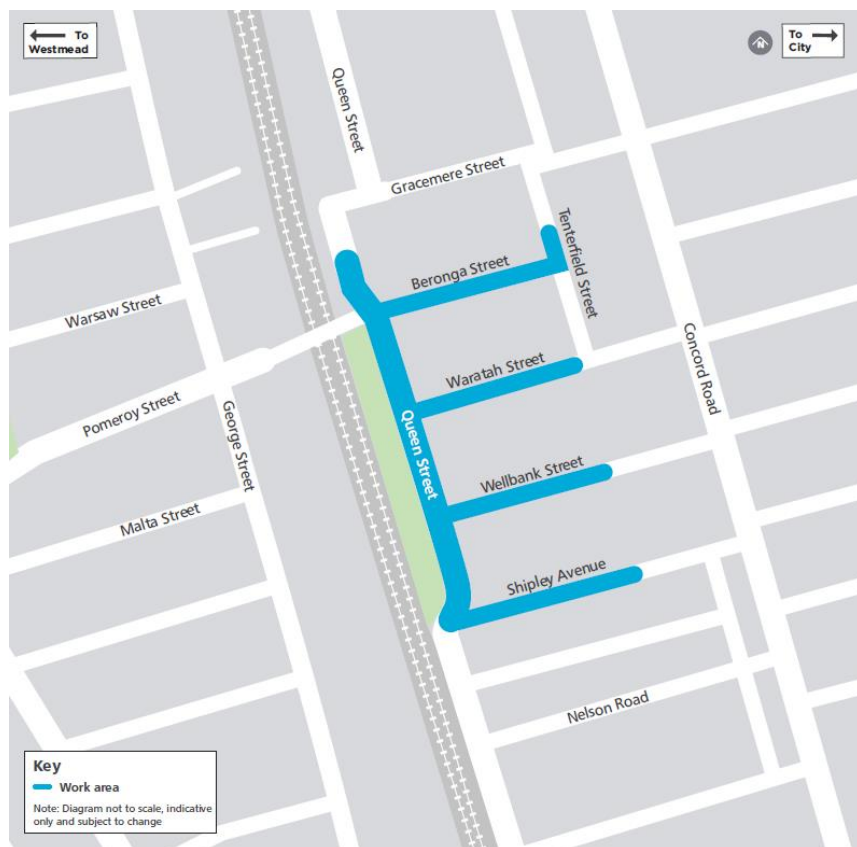 To
Westmead
N
To
City
Queen Street
Gracemere Street
Tenterfield Street
Beronga Street
Warsaw Street
Concord Road
Waratah Street
Pomeroy Street
George Street
Queen Street
Wellbank Street
Malta Street
Shipley Avenue
Nelson Road
Key
Work area
Note: Diagram not to scale, indicative
only and subject to change